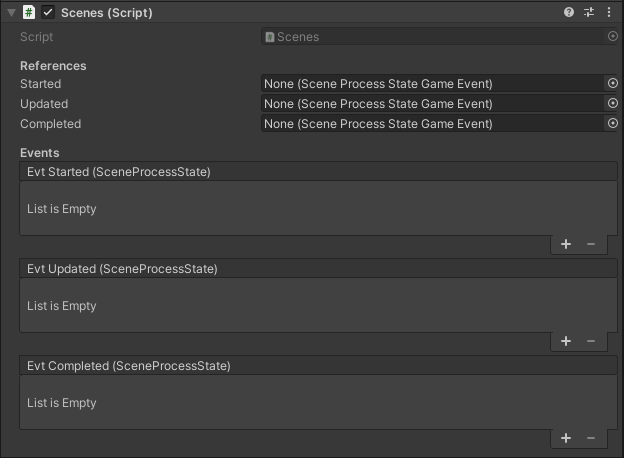 Scenes (Script)
Script Scenes
References
Started None (Scene Process State Game Event)
Updated None (Scene Process State Game Event)
Completed None (Scene Process State Game Event)
Events
Evt Started (SceneProcessState)
List is Empty
+ −
Evt Updated (SceneProcessState)
List is Empty
+ −
Evt Completed (SceneProcessState)
List is Empty
+ −